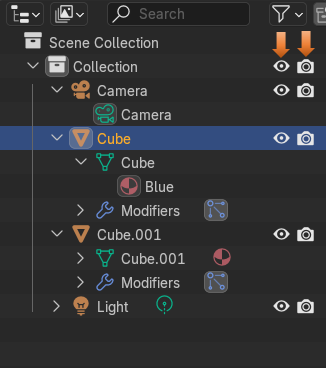 Search
Scene Collection
Collection
Camera
Camera
Cube
Cube
Blue
Modifiers
Cube.001
Cube.001
Modifiers
Light